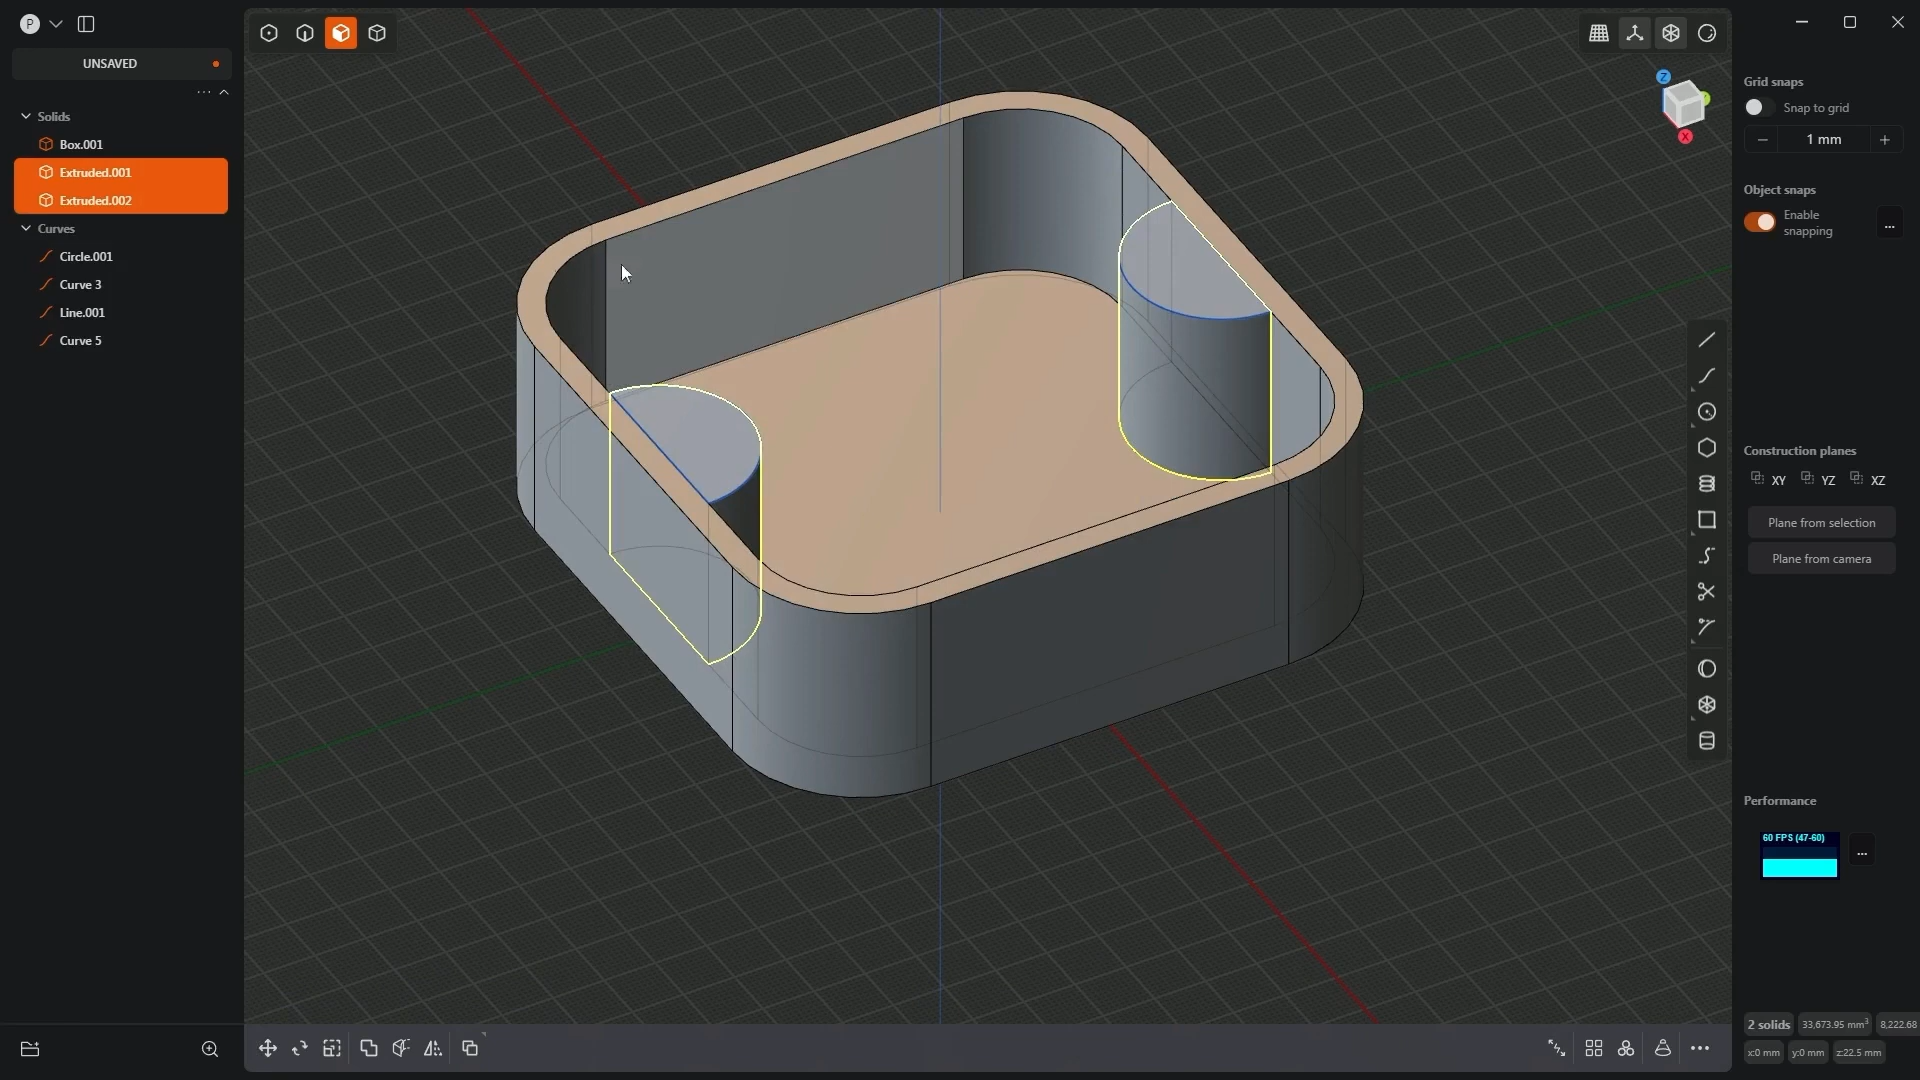 P
UNSAVED
Solids
Box.001
Extruded.001
Extruded.002
Curves
Circle.001
Curve 3
Line.001
Curve 5
Z
X
Grid snaps
Snap to grid
1 mm
Object snaps
Enable
snapping
...
Construction planes
XY YZ XZ
Plane from selection
Plane from camera
Performance
60 FPS (47-60)
...
2 solids 33,673.95 mm³ 8,222.68
x:0 mm y:0 mm z:22.5 mm